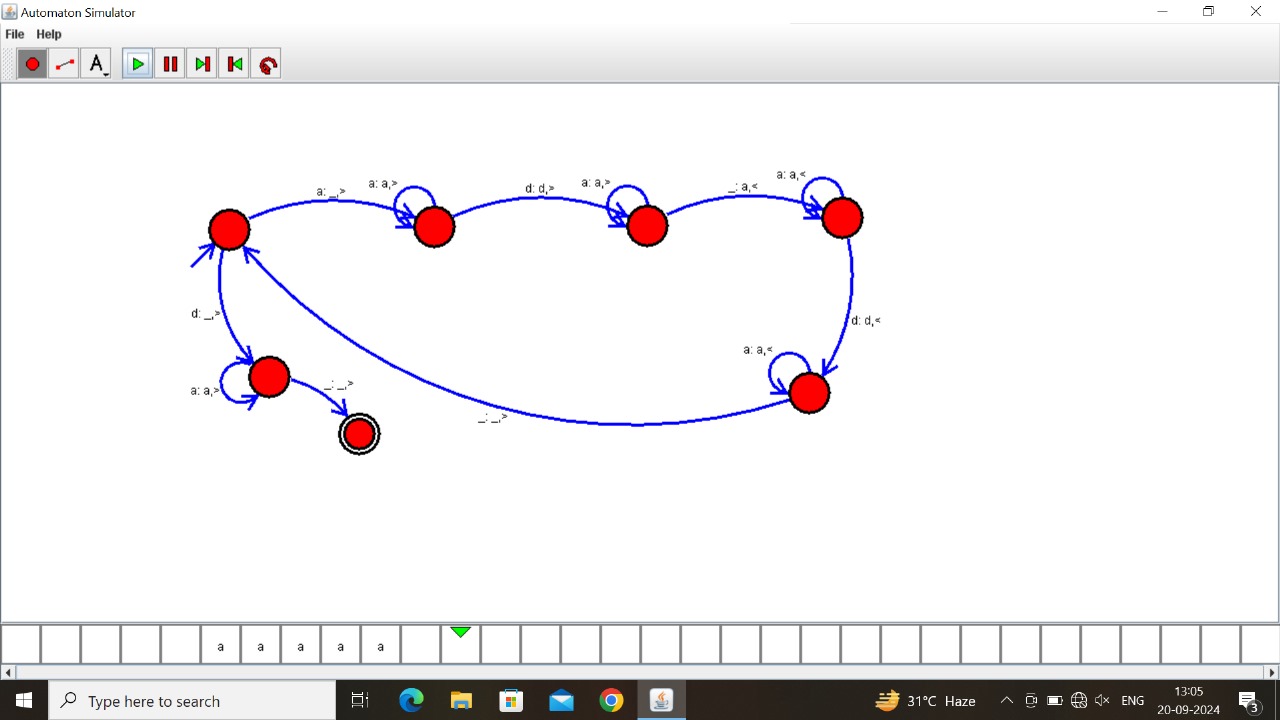 Automaton Simulator
File Help
A
a: _,>
a: a,>
d: d,>
a: a,>
_: a,<
a: a,<
d: _,>
d: d,<
a: a,<
a: a,>
_: _,>
_: _,>
a a a a a
Type here to search
31°C Haze
ENG
13:05
20-09-2024
3